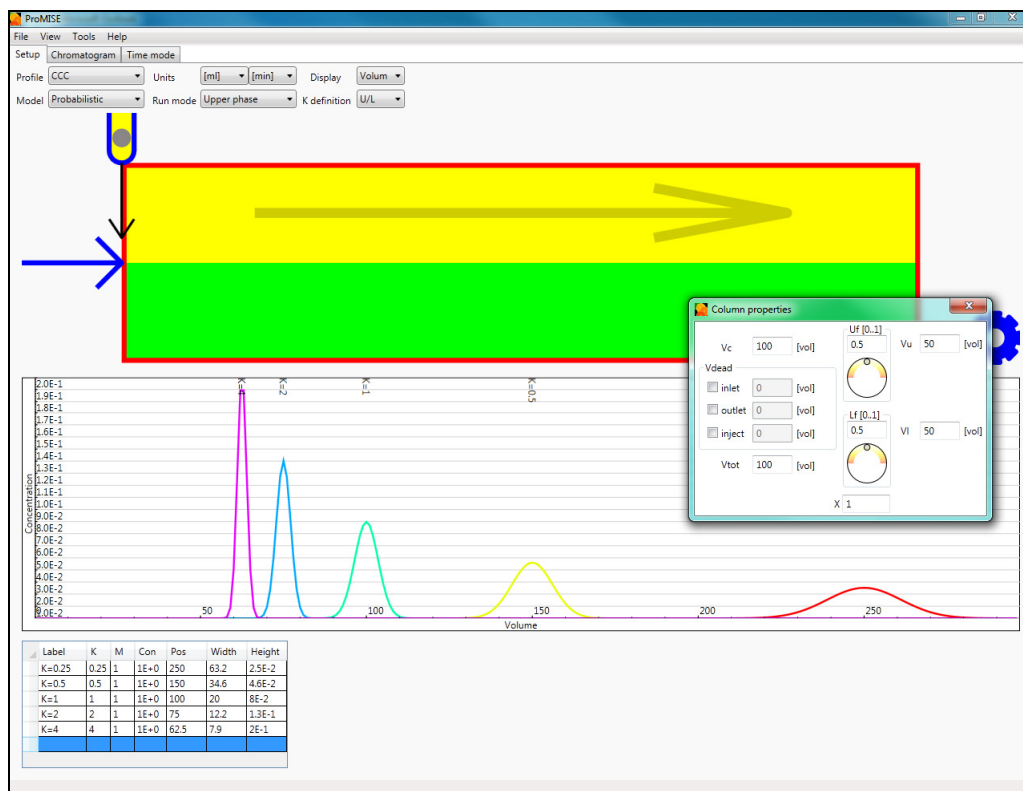 ProMISE
File View Tools Help
Setup Chromatogram Time mode
Profile CCC Units [ml] [min] Display Volum
Model Probabilistic Run mode Upper phase K definition U/L
Column properties
Uf [0..1]
Vc 100 [vol] 0.5 Vu 50 [vol]
Vdead
inlet 0 [vol]
outlet 0 [vol]
Lf [0..1]
inject 0 [vol] 0.5 Vl 50 [vol]
Vtot 100 [vol]
X 1
K=4 K=2 K=1 K=0.5
2.0E-1
1.9E-1
1.8E-1
1.7E-1
1.6E-1
1.5E-1
1.4E-1
1.3E-1
1.2E-1
1.1E-1
1.0E-1
9.0E-2
8.0E-2
7.0E-2
6.0E-2
5.0E-2
4.0E-2
3.0E-2
2.0E-2
0.0E-2
Concentration
0 50 100 150 200 250
Volume
Label K M Con Pos Width Height
K=0.25 0.25 1 1E+0 250 63.2 2.5E-2
K=0.5 0.5 1 1E+0 150 34.6 4.6E-2
K=1 1 1 1E+0 100 20 8E-2
K=2 2 1 1E+0 75 12.2 1.3E-1
K=4 4 1 1E+0 62.5 7.9 2E-1